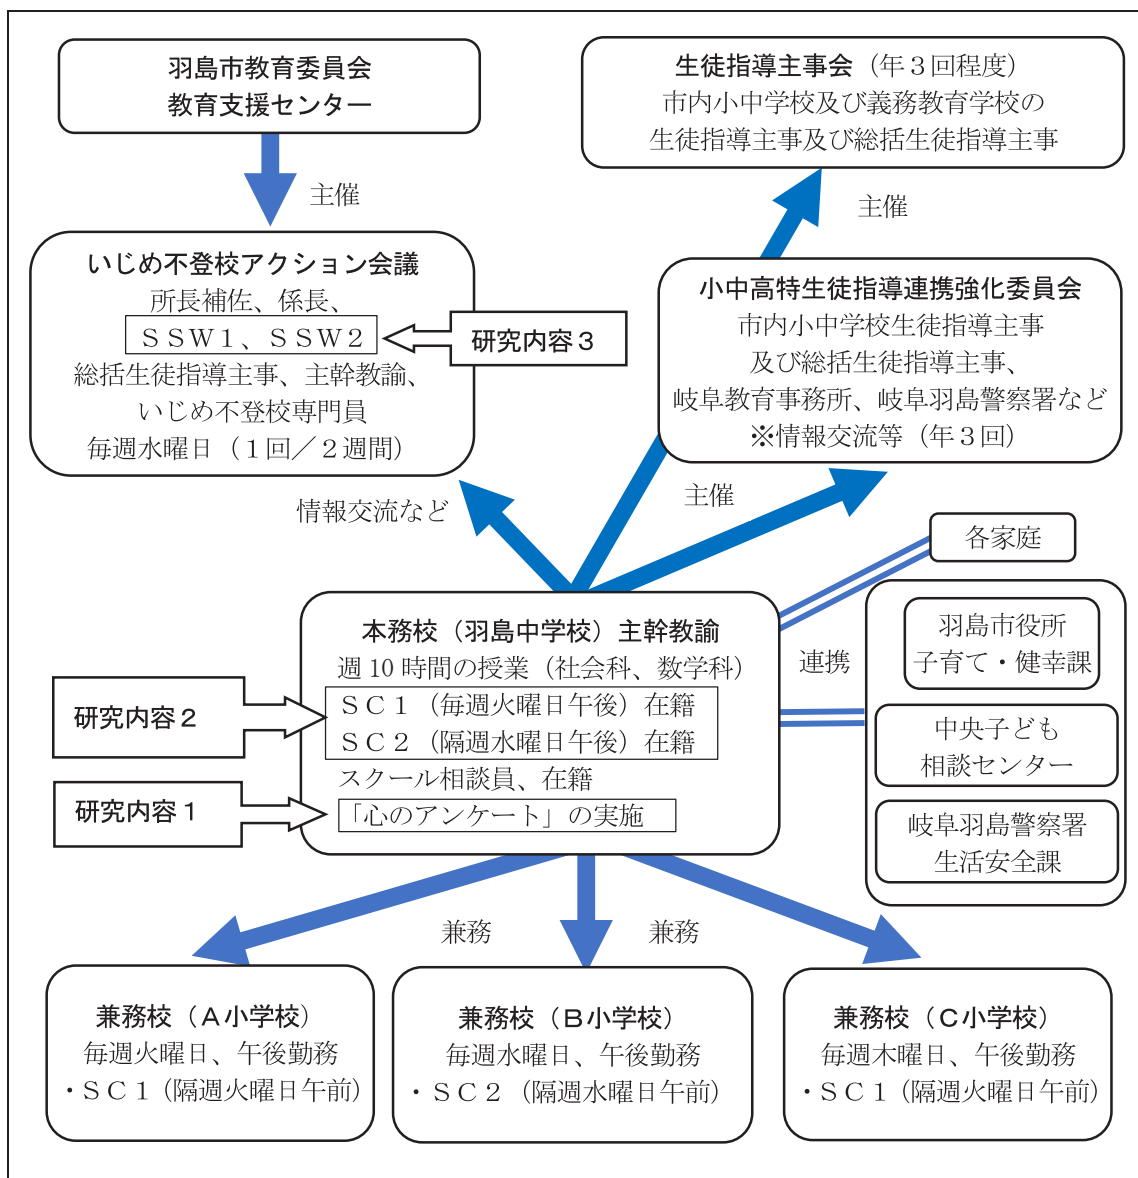 羽島市教育委員会
教育支援センター
主催
生徒指導主事会（年３回程度）
市内小中学校及び義務教育学校の
生徒指導主事及び総括生徒指導主事
主催
いじめ不登校アクション会議
所長補佐、係長、
ＳＳＷ１、ＳＳＷ２
総括生徒指導主事、主幹教諭、
いじめ不登校専門員
毎週水曜日（１回／２週間）
研究内容３
小中高特生徒指導連携強化委員会
市内小中学校生徒指導主事
及び総括生徒指導主事、
岐阜教育事務所、岐阜羽島警察署など
※情報交流等（年３回）
情報交流など
主催
各家庭
連携
羽島市役所
子育て・健幸課
中央子ども
相談センター
岐阜羽島警察署
生活安全課
本務校（羽島中学校）主幹教諭
週10時間の授業（社会科、数学科）
ＳＣ１（毎週火曜日午後）在籍
ＳＣ２（隔週水曜日午後）在籍
スクール相談員、在籍
「心のアンケート」の実施
研究内容２
研究内容１
兼務
兼務
兼務校（Ａ小学校）
毎週火曜日、午後勤務
・ＳＣ１（隔週火曜日午前）
兼務校（Ｂ小学校）
毎週水曜日、午後勤務
・ＳＣ２（隔週水曜日午前）
兼務校（Ｃ小学校）
毎週木曜日、午後勤務
・ＳＣ１（隔週火曜日午前）